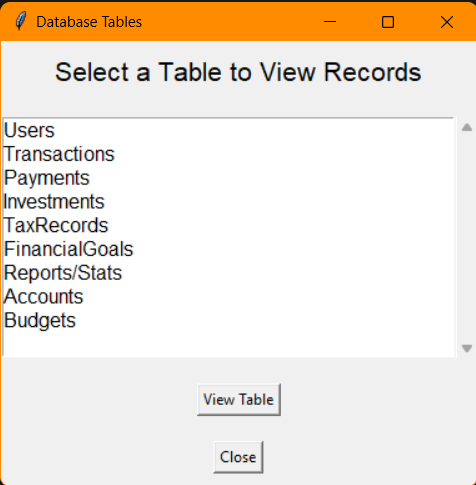 Database Tables
Select a Table to View Records
Users
Transactions
Payments
Investments
TaxRecords
FinancialGoals
Reports/Stats
Accounts
Budgets
View Table
Close